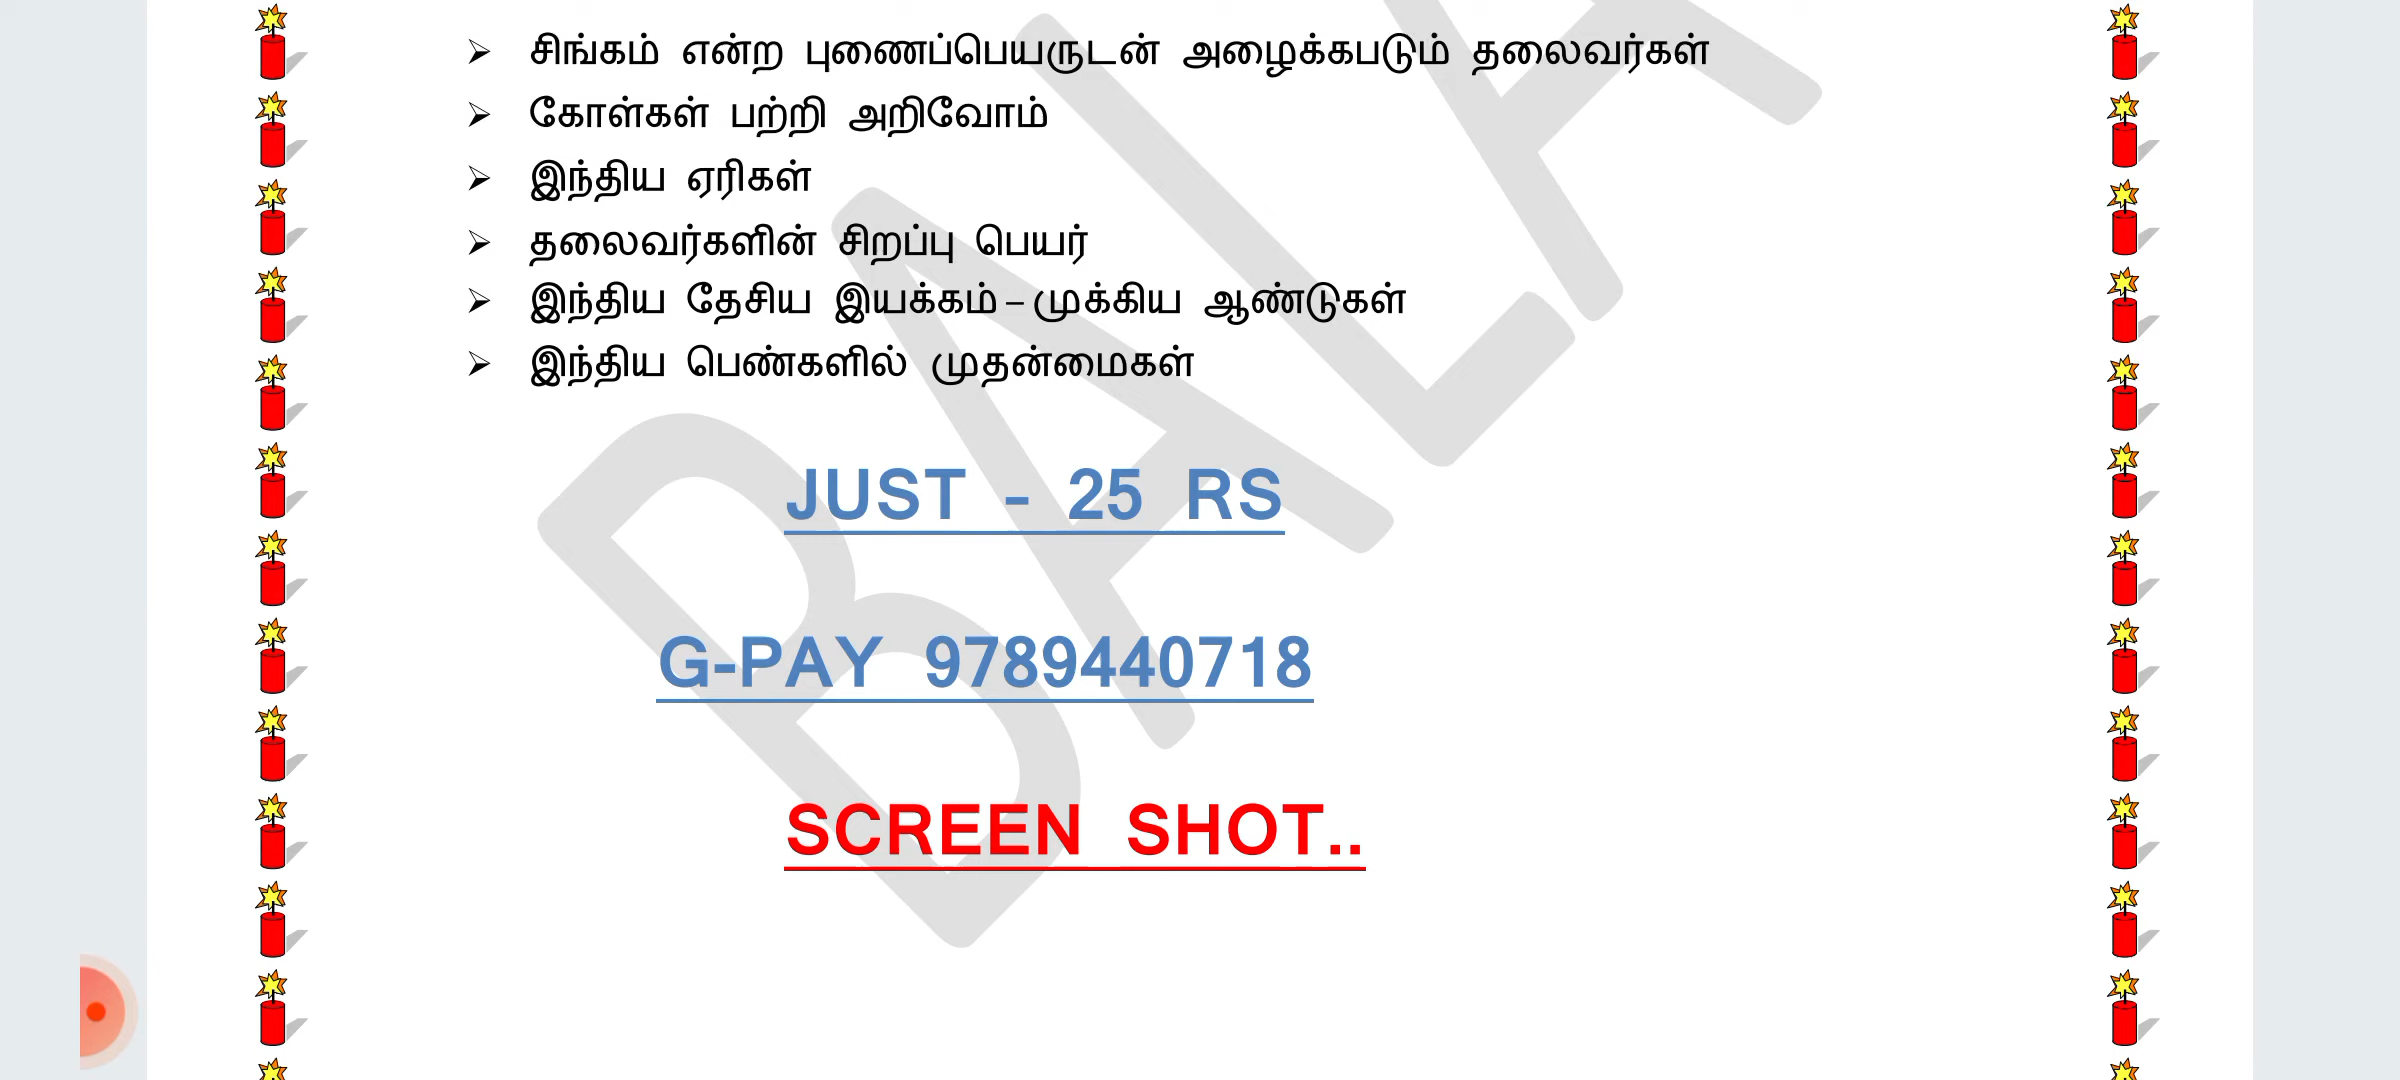 ➢ சிங்கம் என்ற புணைப்பெயருடன் அழைக்கபடும் தலைவர்கள்
➢ கோள்கள் பற்றி அறிவோம்
➢ இந்திய ஏரிகள்
➢ தலைவர்களின் சிறப்பு பெயர்
➢ இந்திய தேசிய இயக்கம் – முக்கிய ஆண்டுகள்
➢ இந்திய பெண்களில் முதன்மைகள்
JUST - 25 RS
G-PAY 9789440718
SCREEN SHOT..
BALA